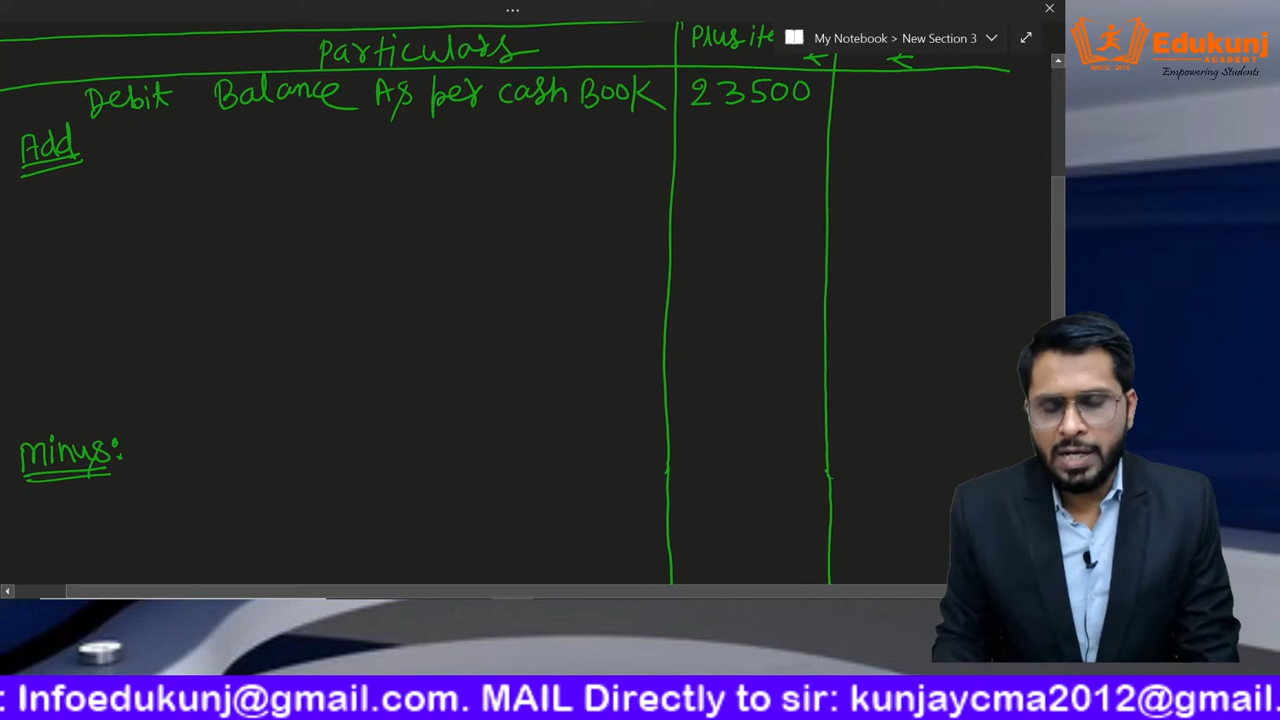 ...
My Notebook > New Section 3
Edukunj
ACADEMY
Empowering Students
Particulars Plus
Debit Balance As per cash Book 23500
Add
Minus:
: Infoedukunj@gmail.com. MAIL Directly to sir: kunjaycma2012@gmail.